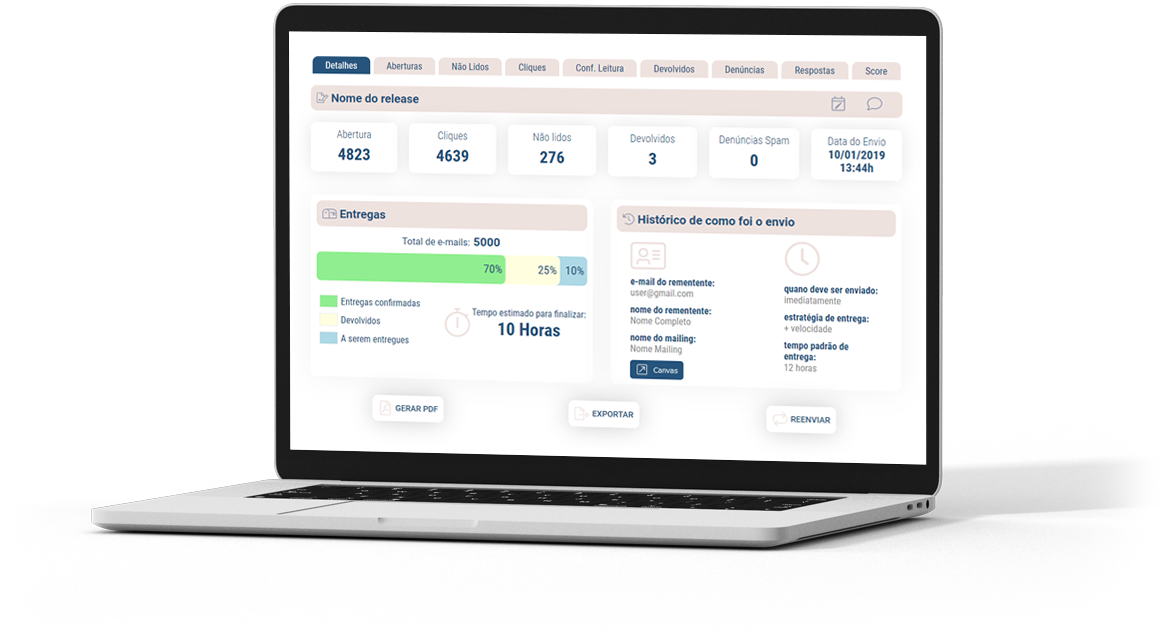 Detalhes
Aberturas
Não Lidos
Cliques
Conf. Leitura
Devolvidos
Denúncias
Respostas
Score
Nome do release
Abertura
4823
Cliques
4639
Não lidos
276
Devolvidos
3
Denúncias Spam
0
Data do Envio
10/01/2019
13:44h
Entregas
Total de e-mails: 5000
70%
25%
10%
Entregas confirmadas
Devolvidos
A serem entregues
Tempo estimado para finalizar:
10 Horas
Histórico de como foi o envio
e-mail do rementente:
user@gmail.com
nome do rementente:
Nome Completo
nome do mailing:
Nome Mailing
Canvas
quano deve ser enviado:
imediatamente
estratégia de entrega:
+ velocidade
tempo padrão de
entrega:
12 horas
GERAR PDF
EXPORTAR
REENVIAR